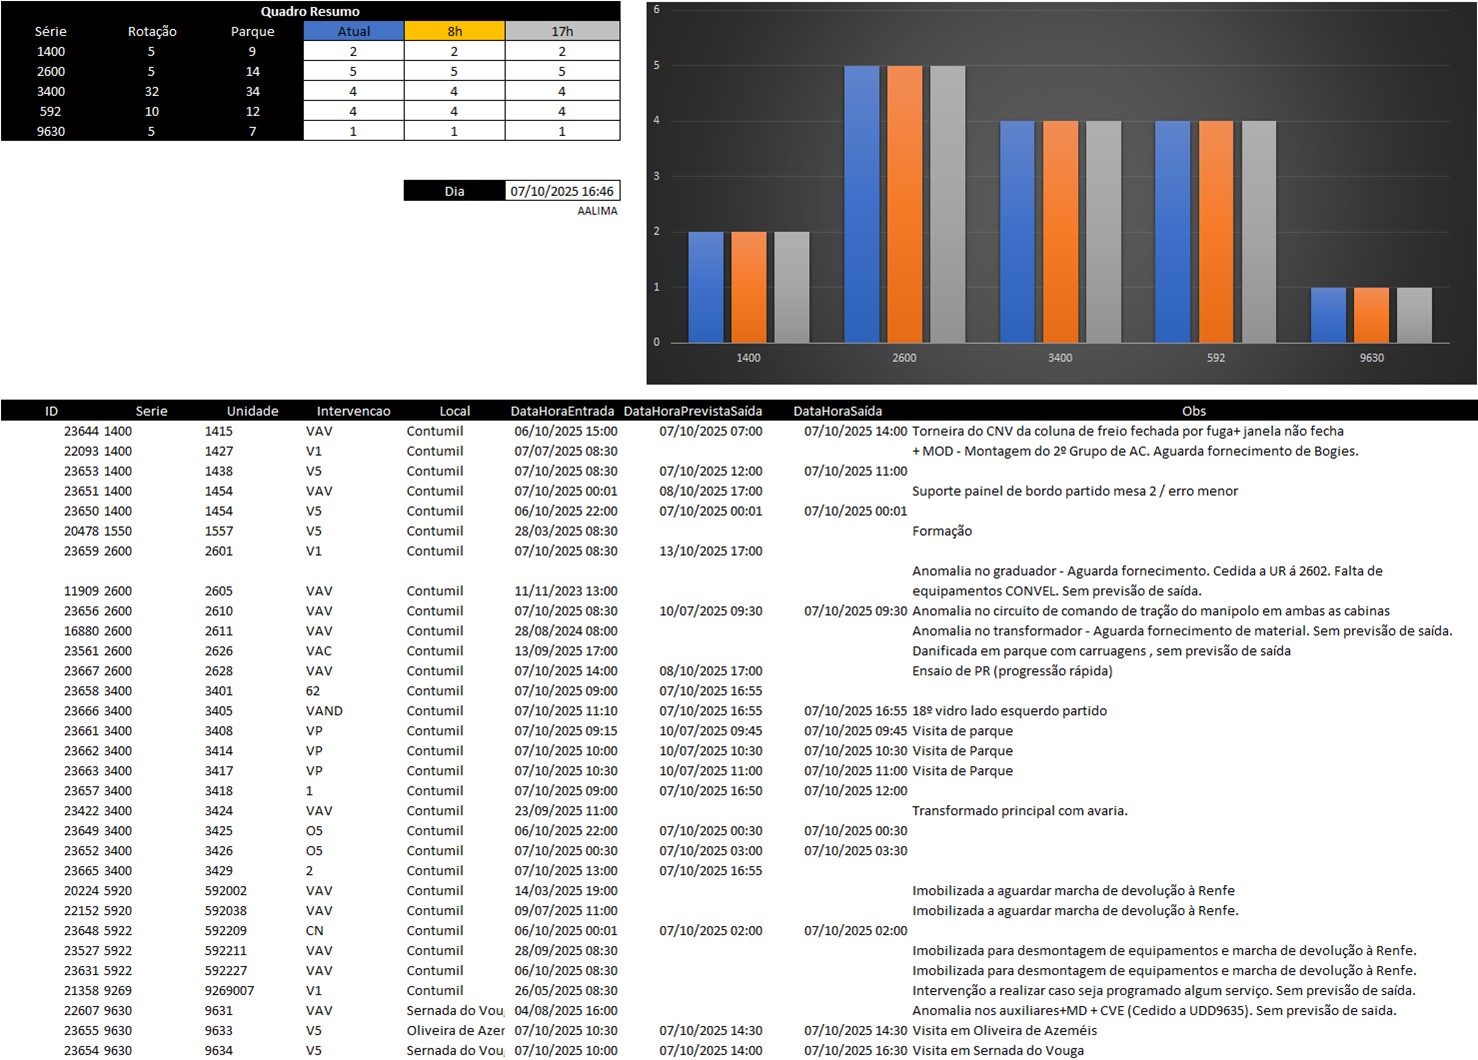 Quadro Resumo
Série Rotação Parque Atual 8h 17h
1400 5 9 2 2 2
2600 5 14 5 5 5
3400 32 34 4 4 4
592 10 12 4 4 4
9630 5 7 1 1 1
Dia 07/10/2025 16:46
AALIMA
6
5
4
3
2
1
0
1400 2600 3400 592 9630
ID Serie Unidade Intervencao Local DataHoraEntrada DataHoraPrevistaSaída DataHoraSaída Obs
23644 1400 1415 VAV Contumil 06/10/2025 15:00 07/10/2025 07:00 07/10/2025 14:00 Torneira do CNV da coluna de freio fechada por fuga+ janela não fecha
22093 1400 1427 V1 Contumil 07/07/2025 08:30 + MOD - Montagem do 2º Grupo de AC. Aguarda fornecimento de Bogies.
23653 1400 1438 V5 Contumil 07/10/2025 08:30 07/10/2025 12:00 07/10/2025 11:00
23651 1400 1454 VAV Contumil 07/10/2025 00:01 08/10/2025 17:00 Suporte painel de bordo partido mesa 2 / erro menor
23650 1400 1454 V5 Contumil 06/10/2025 22:00 07/10/2025 00:01 07/10/2025 00:01
20478 1550 1557 V5 Contumil 28/03/2025 08:30 Formação
23659 2600 2601 V1 Contumil 07/10/2025 08:30 13/10/2025 17:00
Anomalia no graduador - Aguarda fornecimento. Cedida a UR á 2602. Falta de
11909 2600 2605 VAV Contumil 11/11/2023 13:00 equipamentos CONVEL. Sem previsão de saída.
23656 2600 2610 VAV Contumil 07/10/2025 08:30 10/07/2025 09:30 07/10/2025 09:30 Anomalia no circuito de comando de tração do manipolo em ambas as cabinas
16880 2600 2611 VAV Contumil 28/08/2024 08:00 Anomalia no transformador - Aguarda fornecimento de material. Sem previsão de saída.
23561 2600 2626 VAC Contumil 13/09/2025 17:00 Danificada em parque com carruagens , sem previsão de saída
23667 2600 2628 VAV Contumil 07/10/2025 14:00 08/10/2025 17:00 Ensaio de PR (progressão rápida)
23658 3400 3401 62 Contumil 07/10/2025 09:00 07/10/2025 16:55
23666 3400 3405 VAND Contumil 07/10/2025 11:10 07/10/2025 16:55 07/10/2025 16:55 18º vidro lado esquerdo partido
23661 3400 3408 VP Contumil 07/10/2025 09:15 10/07/2025 09:45 07/10/2025 09:45 Visita de parque
23662 3400 3414 VP Contumil 07/10/2025 10:00 10/07/2025 10:30 07/10/2025 10:30 Visita de Parque
23663 3400 3417 VP Contumil 07/10/2025 10:30 10/07/2025 11:00 07/10/2025 11:00 Visita de Parque
23657 3400 3418 1 Contumil 07/10/2025 09:00 07/10/2025 16:50 07/10/2025 12:00
23422 3400 3424 VAV Contumil 23/09/2025 11:00 Transformado principal com avaria.
23649 3400 3425 O5 Contumil 06/10/2025 22:00 07/10/2025 00:30 07/10/2025 00:30
23652 3400 3426 O5 Contumil 07/10/2025 00:30 07/10/2025 03:00 07/10/2025 03:30
23665 3400 3429 2 Contumil 07/10/2025 13:00 07/10/2025 16:55
20224 5920 592002 VAV Contumil 14/03/2025 19:00 Imobilizada a aguardar marcha de devolução à Renfe
22152 5920 592038 VAV Contumil 09/07/2025 11:00 Imobilizada a aguardar marcha de devolução à Renfe.
23648 5922 592209 CN Contumil 06/10/2025 00:01 07/10/2025 02:00 07/10/2025 02:00
23527 5922 592211 VAV Contumil 28/09/2025 08:30 Imobilizada para desmontagem de equipamentos e marcha de devolução à Renfe.
23631 5922 592227 VAV Contumil 06/10/2025 08:30 Imobilizada para desmontagem de equipamentos e marcha de devolução à Renfe.
21358 9269 9269007 V1 Contumil 26/05/2025 08:30 Intervenção a realizar caso seja programado algum serviço. Sem previsão de saída.
22607 9630 9631 VAV Sernada do Vou 04/08/2025 16:00 Anomalia nos auxiliares+MD + CVE (Cedido a UDD9635). Sem previsão de saida.
23655 9630 9633 V5 Oliveira de Azer 07/10/2025 10:30 07/10/2025 14:30 07/10/2025 14:30 Visita em Oliveira de Azeméis
23654 9630 9634 V5 Sernada do Vou 07/10/2025 10:00 07/10/2025 14:00 07/10/2025 16:30 Visita em Sernada do Vouga